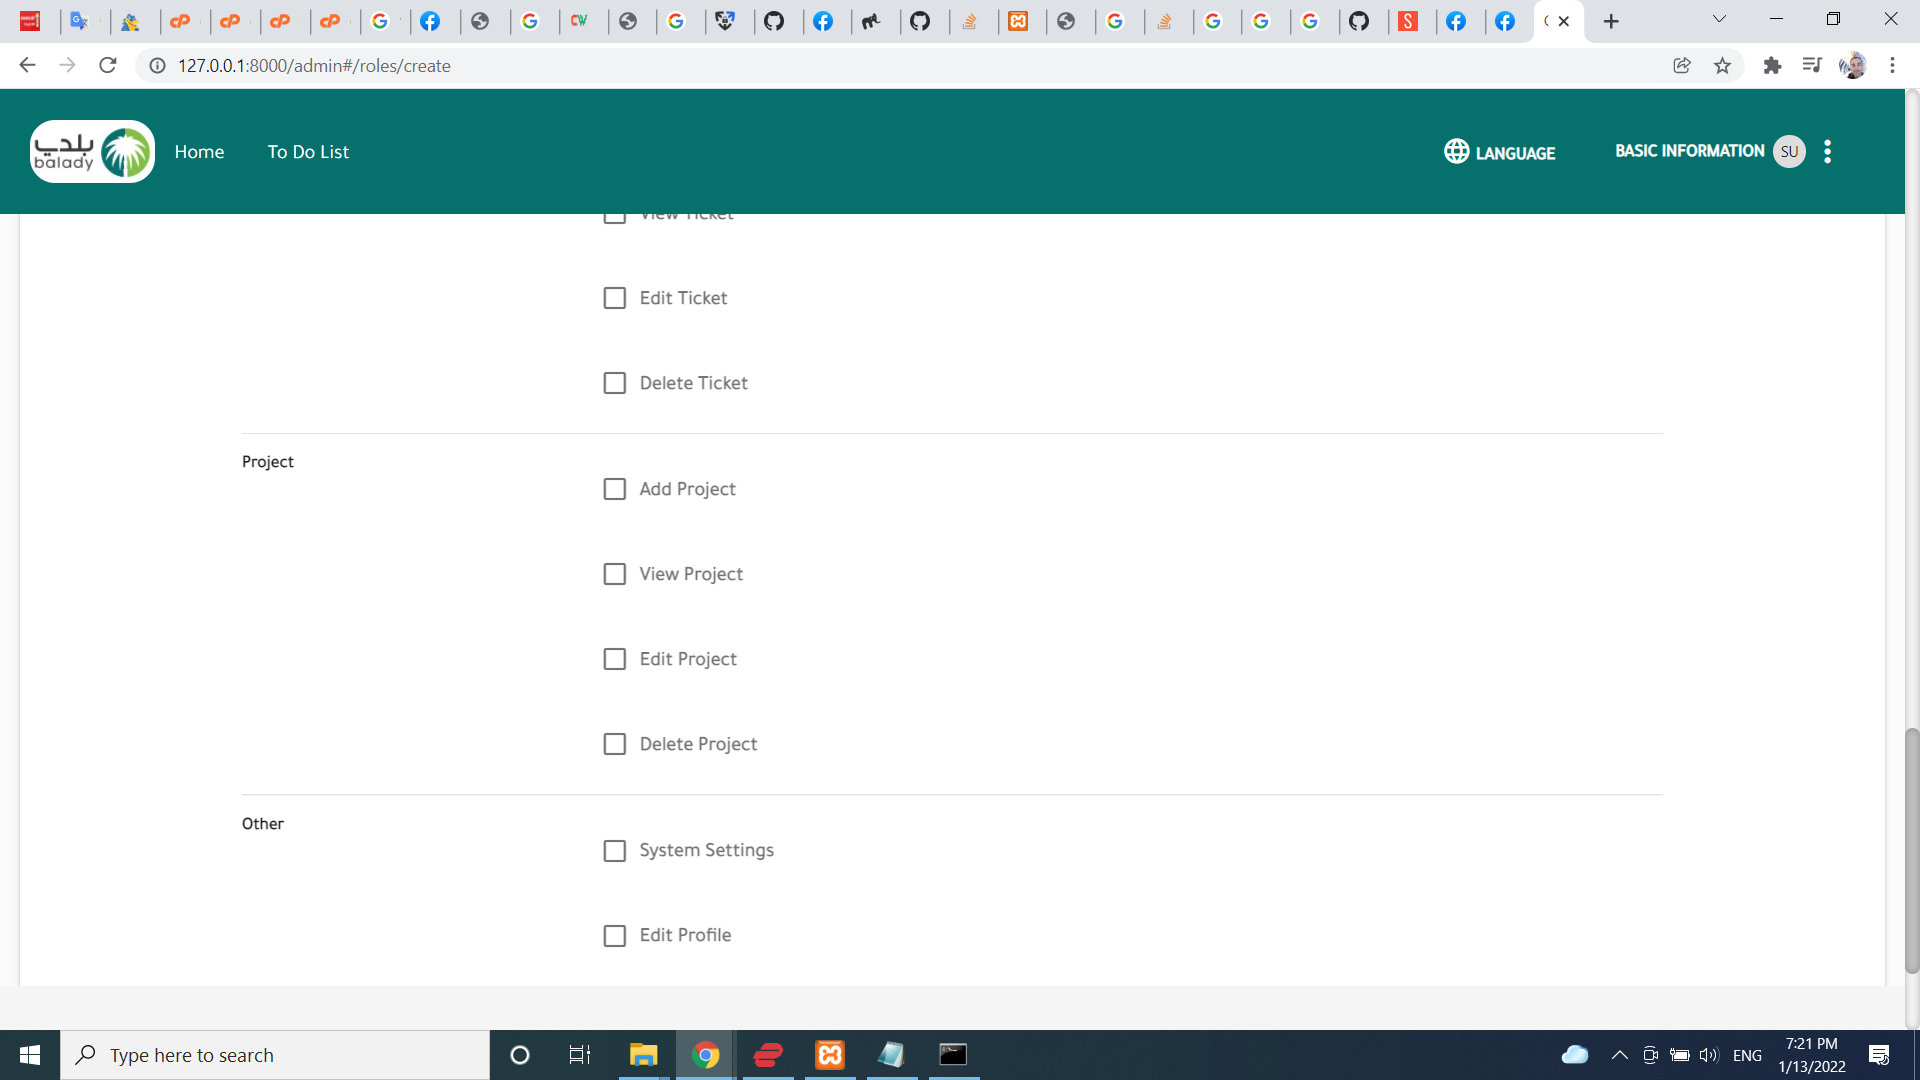 127.0.0.1:8000/admin#/roles/create
بلدي
balady
Home
To Do List
LANGUAGE
BASIC INFORMATION
SU
View Ticket
Edit Ticket
Delete Ticket
Project
Add Project
View Project
Edit Project
Delete Project
Other
System Settings
Edit Profile
Type here to search
ENG
7:21 PM
1/13/2022